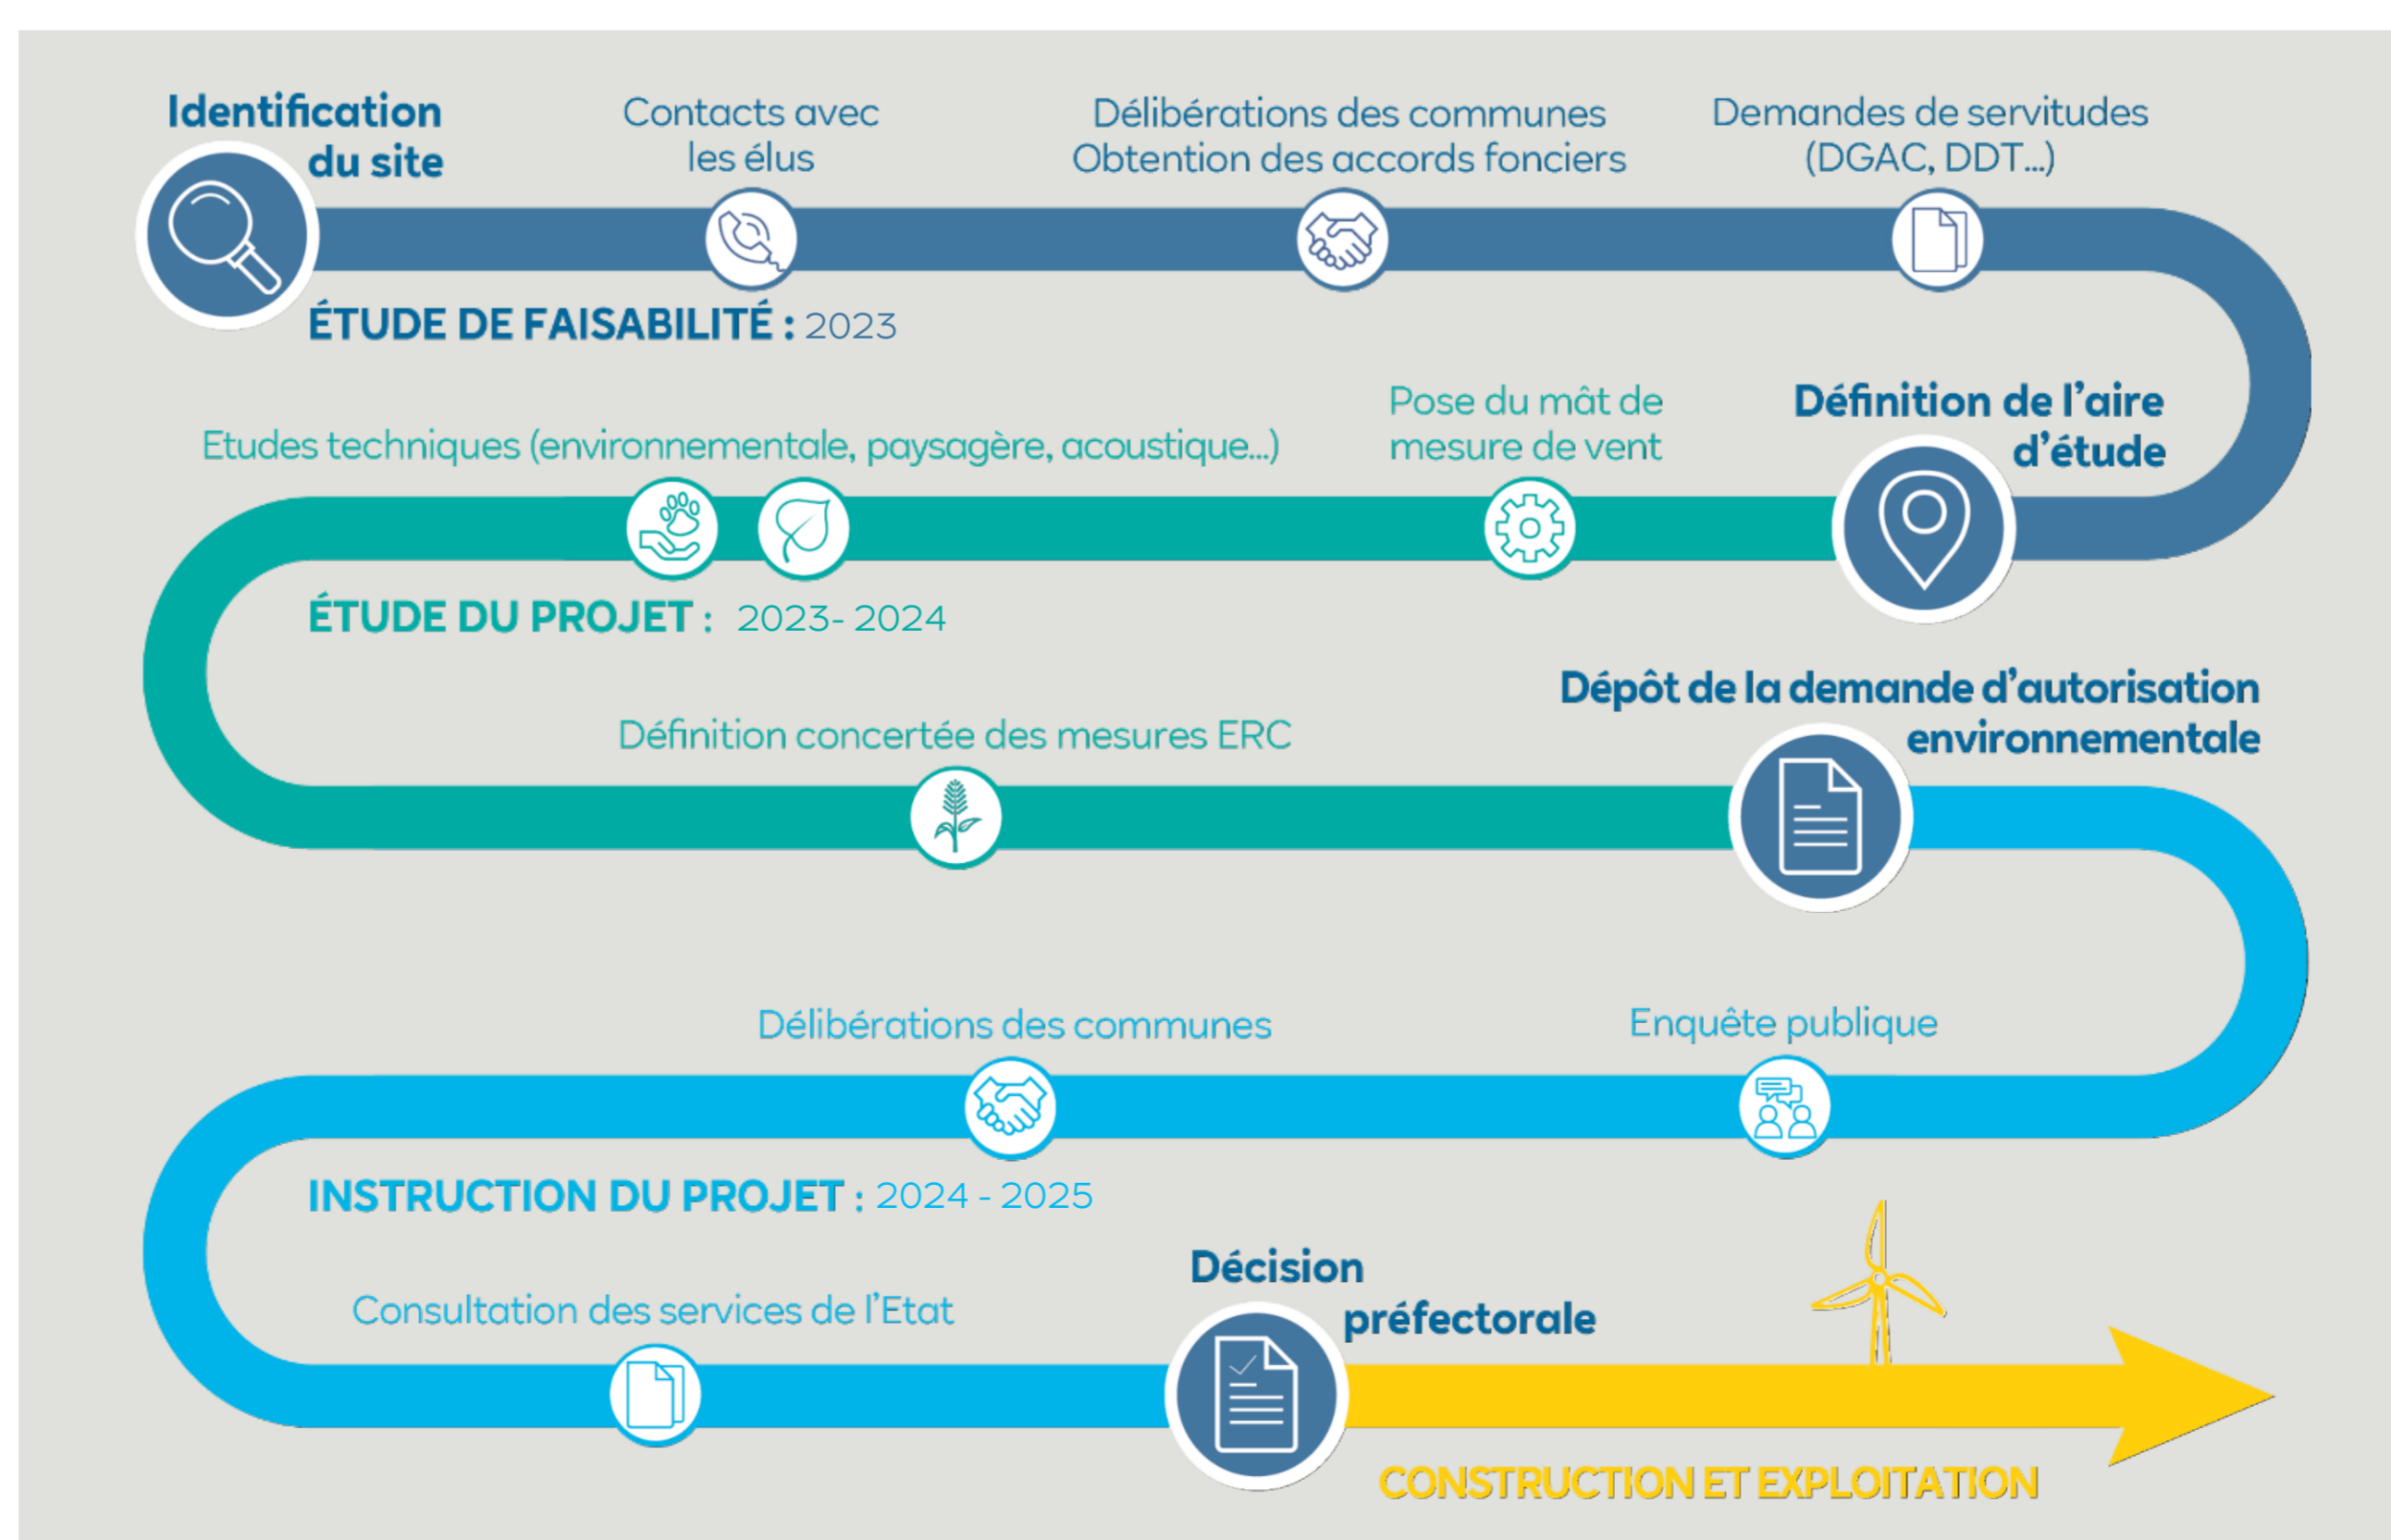 Identification
du site
Contacts avec
les élus
Délibérations des communes
Obtention des accords fonciers
Demandes de servitudes
(DGAC, DDT...)
ÉTUDE DE FAISABILITÉ : 2023
Définition de l'aire
d'étude
Pose du mât de
mesure de vent
Etudes techniques (environnementale, paysagère, acoustique...)
ÉTUDE DU PROJET : 2023- 2024
Définition concertée des mesures ERC
Dépôt de la demande d'autorisation
environnementale
Enquête publique
Délibérations des communes
INSTRUCTION DU PROJET : 2024 - 2025
Consultation des services de l'Etat
Décision
préfectorale
CONSTRUCTION ET EXPLOITATION